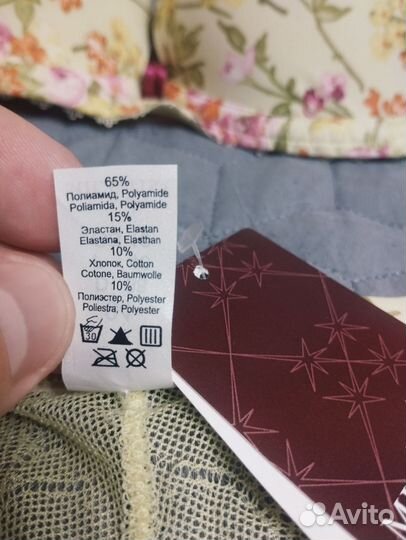 65%
Полиамид, Polyamide
Poliamida, Polyamide
15%
Эластан, Elastan
Elastana, Elasthan
10%
Хлопок, Cotton
Cotone, Baumwolle
10%
Полиэстер, Polyester
Poliestra, Polyester
30
Avito